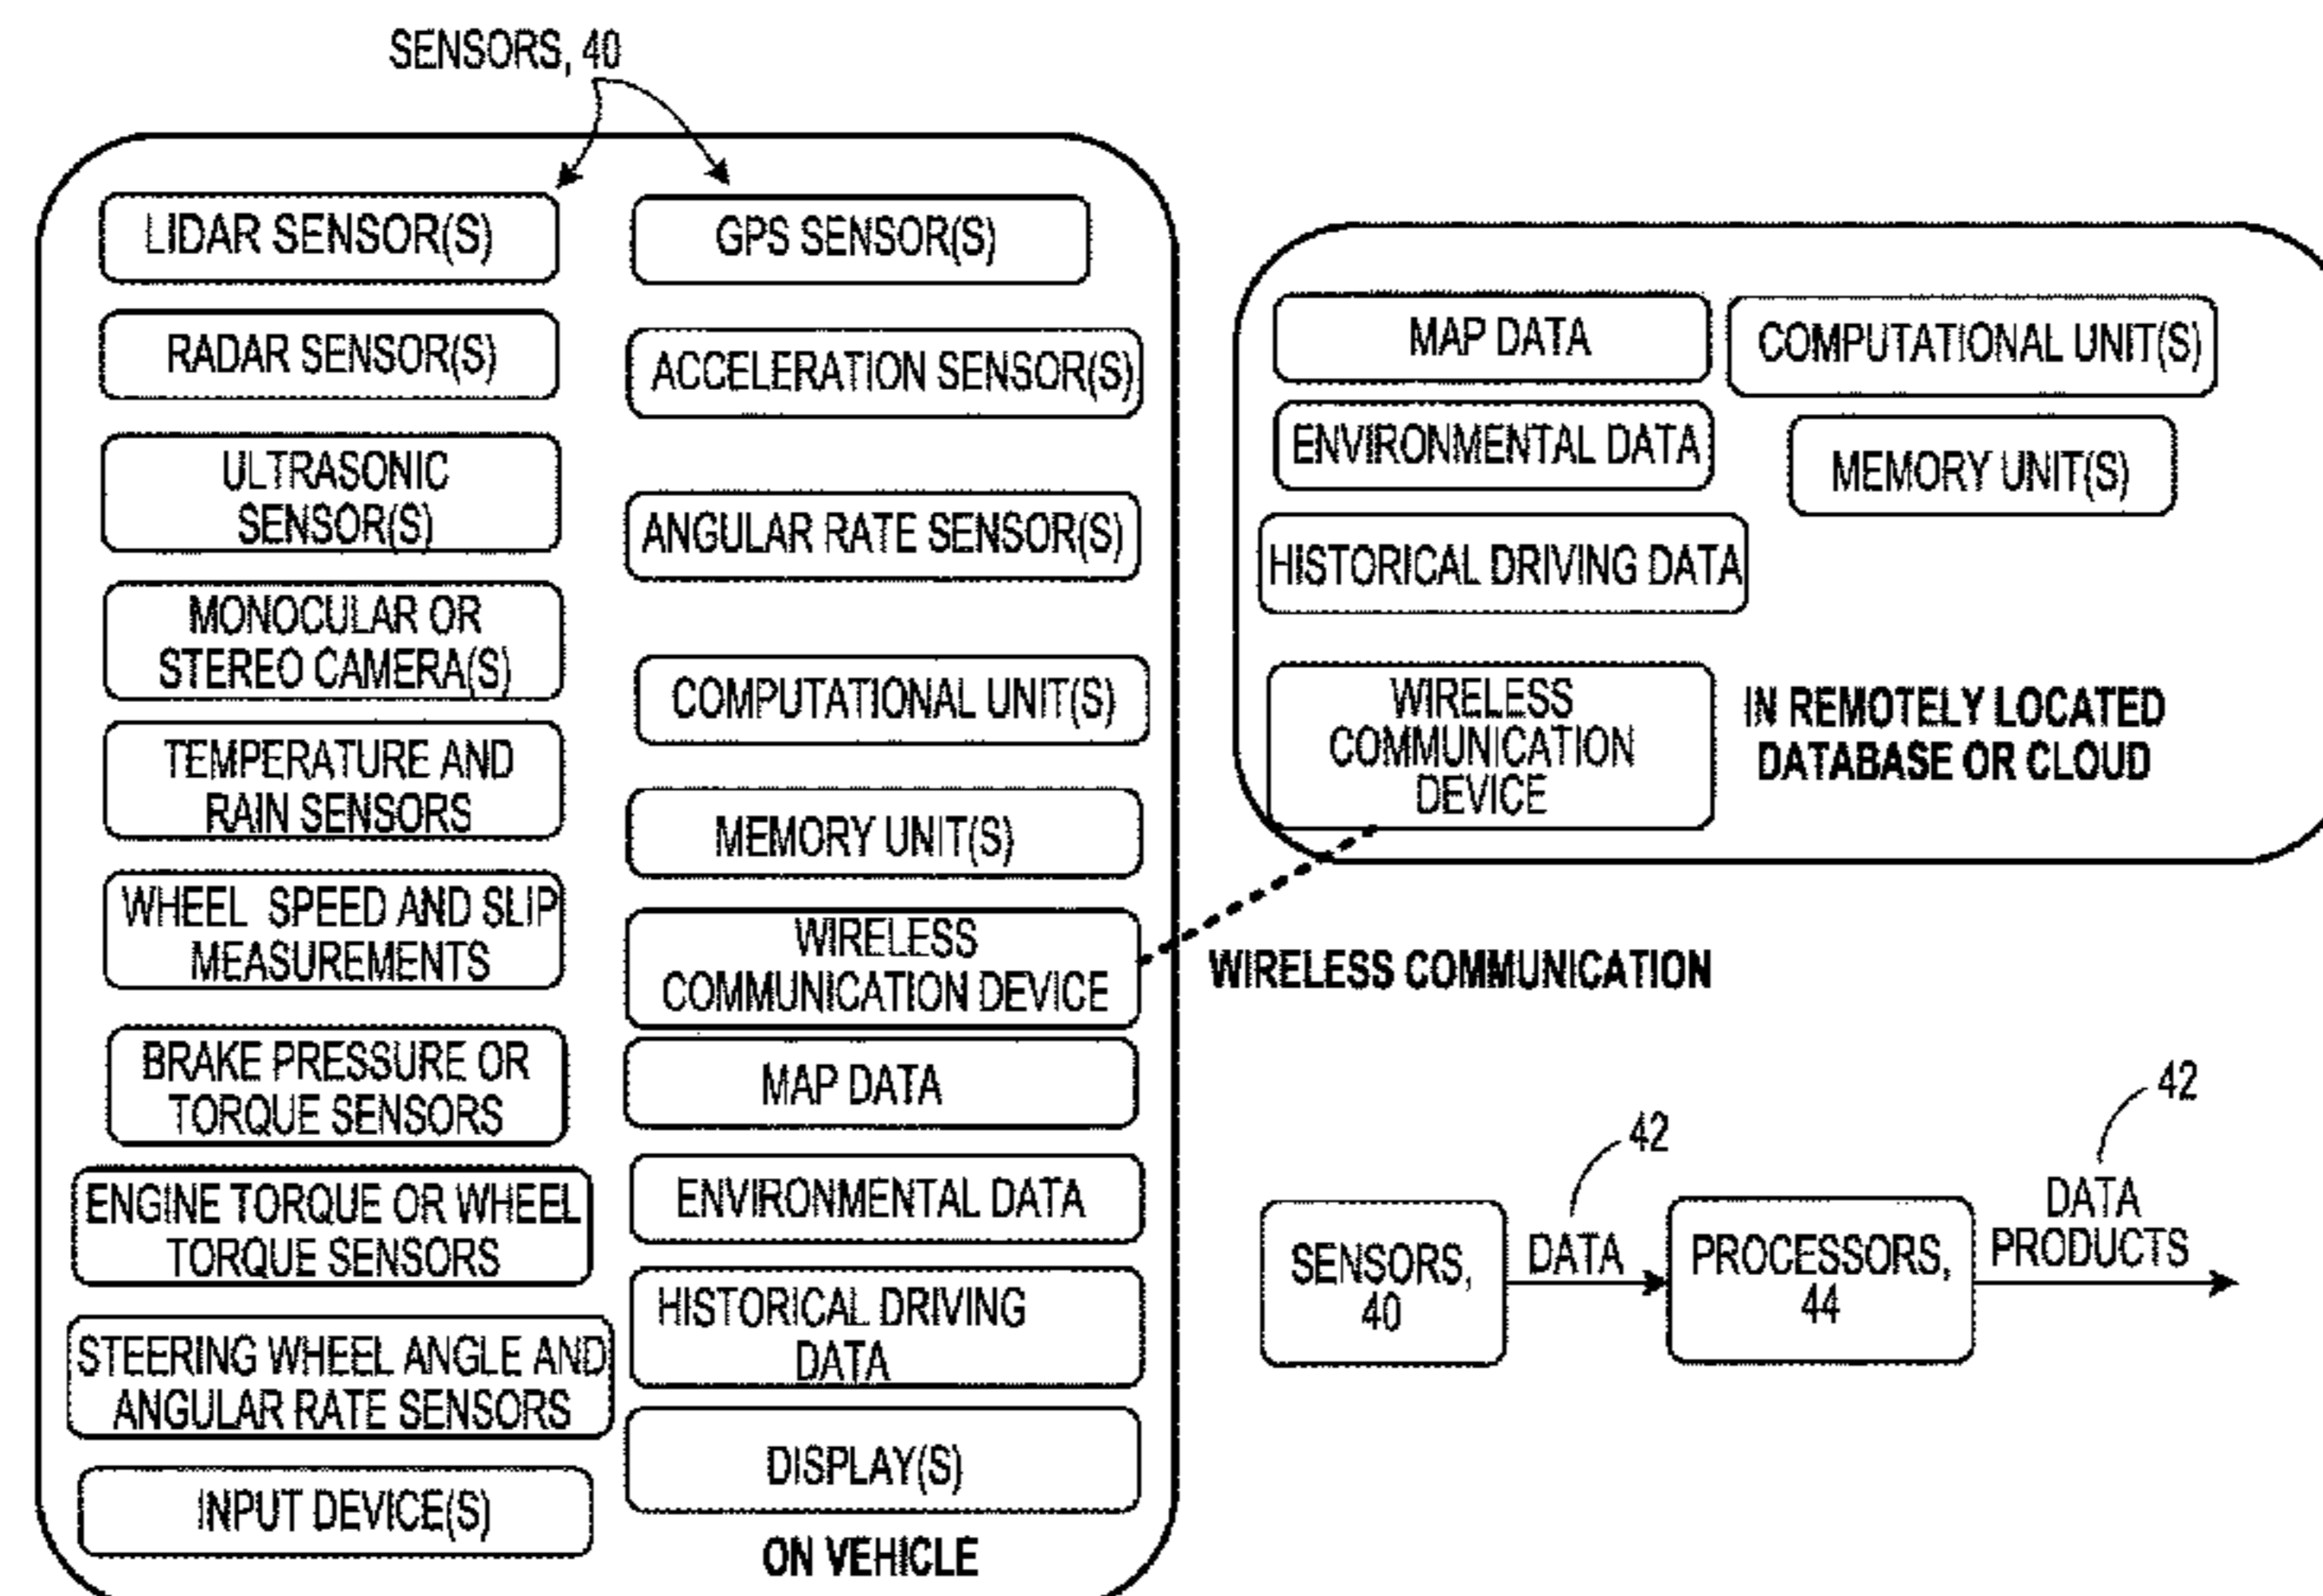 SENSORS, 40
LIDAR SENSOR(S)
RADAR SENSOR(S)
ULTRASONIC
SENSOR(S)
MONOCULAR OR
STEREO CAMERA(S)
TEMPERATURE AND
RAIN SENSORS
WHEEL SPEED AND SLIP
MEASUREMENTS
BRAKE PRESSURE OR
TORQUE SENSORS
ENGINE TORQUE OR WHEEL
TORQUE SENSORS
STEERING WHEEL ANGLE AND
ANGULAR RATE SENSORS
INPUT DEVICE(S)
GPS SENSOR(S)
ACCELERATION SENSOR(S)
ANGULAR RATE SENSOR(S)
COMPUTATIONAL UNIT(S)
MEMORY UNIT(S)
WIRELESS
COMMUNICATION DEVICE
MAP DATA
ENVIRONMENTAL DATA
HISTORICAL DRIVING
DATA
DISPLAY(S)
ON VEHICLE
MAP DATA
ENVIRONMENTAL DATA
HISTORICAL DRIVING DATA
WIRELESS
COMMUNICATION
DEVICE
COMPUTATIONAL UNIT(S)
MEMORY UNIT(S)
IN REMOTELY LOCATED
DATABASE OR CLOUD
WIRELESS COMMUNICATION
SENSORS,
40
42
DATA
PROCESSORS,
44
42
DATA
PRODUCTS